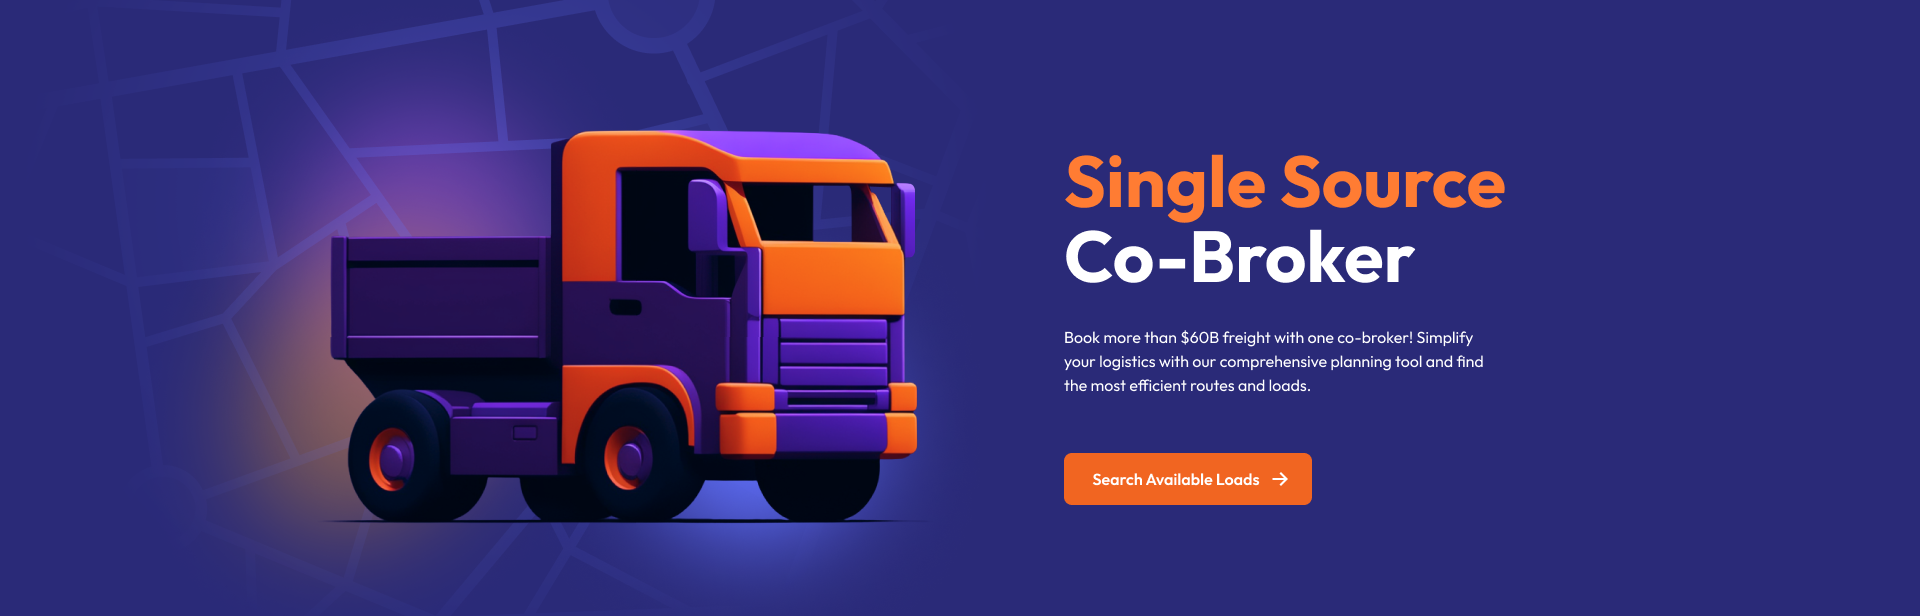 Single Source
Co-Broker
Book more than $60B freight with one co-broker! Simplify
your logistics with our comprehensive planning tool and find
the most efficient routes and loads.
Search Available Loads